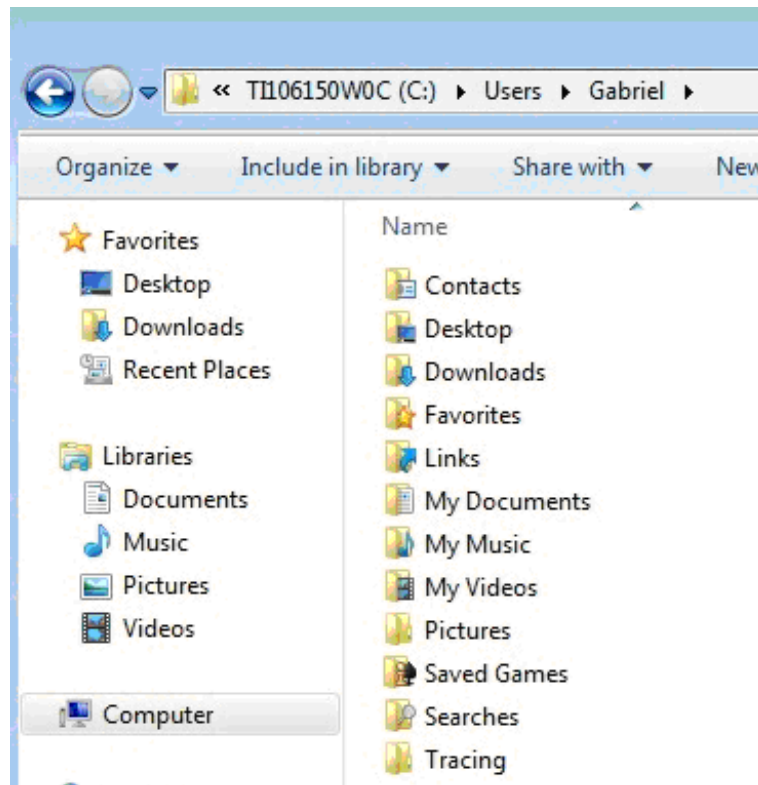 « TI106150W0C (C:) ▸ Users ▸ Gabriel ▸
Organize ▾ Include in library ▾ Share with ▾ New
Favorites
Desktop
Downloads
Recent Places
Libraries
Documents
Music
Pictures
Videos
Computer
Name
Contacts
Desktop
Downloads
Favorites
Links
My Documents
My Music
My Videos
Pictures
Saved Games
Searches
Tracing